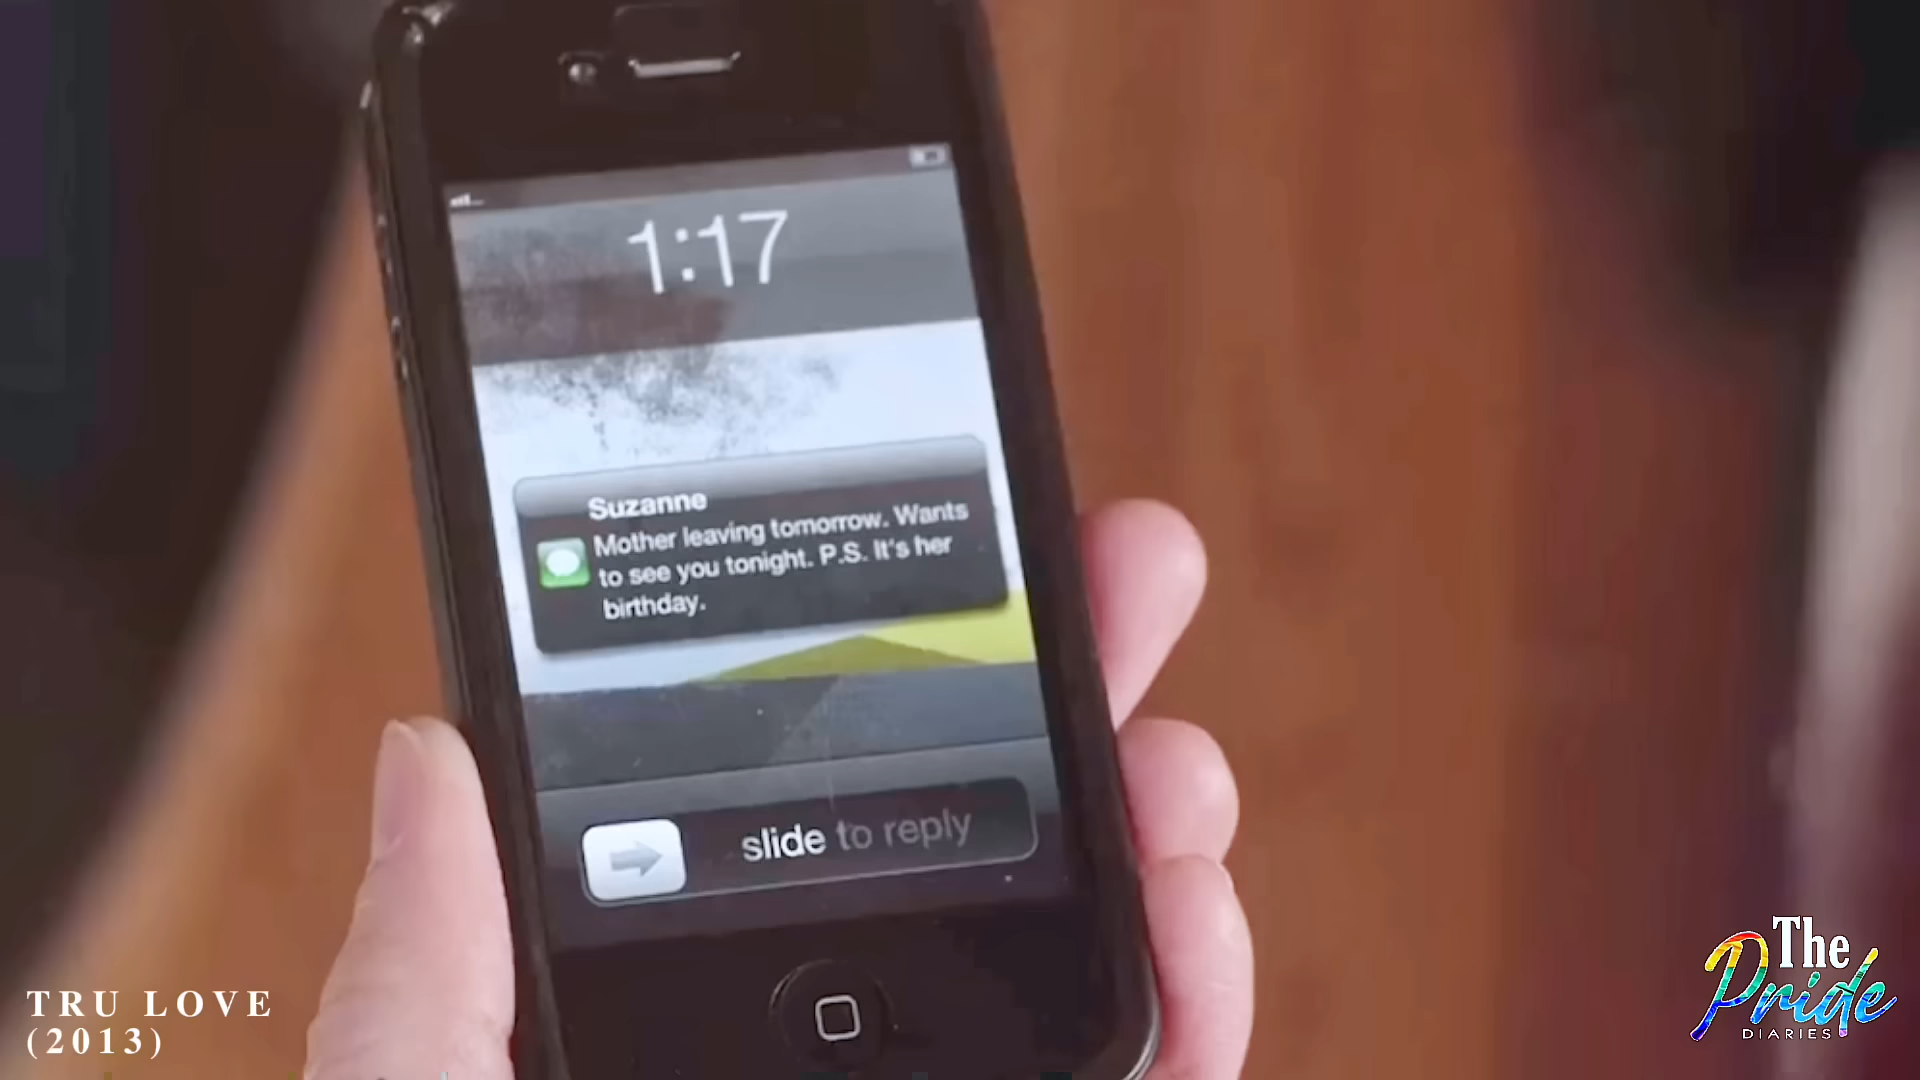 1:17
Suzanne
Mother leaving tomorrow. Wants
to see you tonight. P.S. It's her
birthday.
slide to reply
TRU LOVE
(2013)
The
Pride
DIARIES